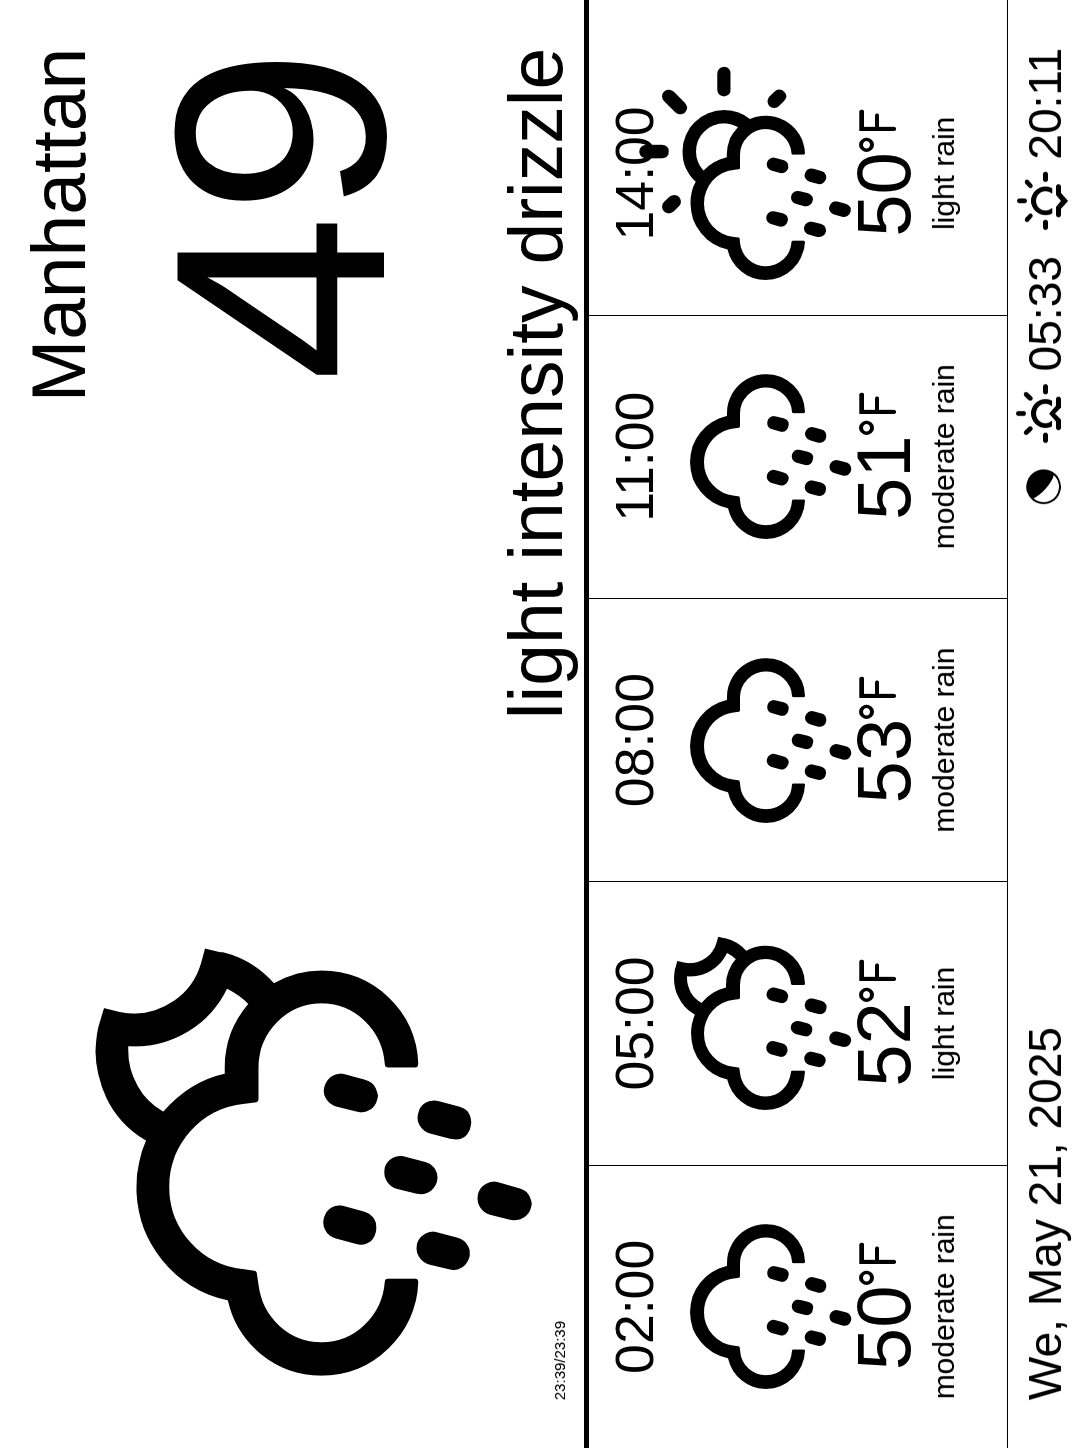 Manhattan
49
light intensity drizzle
23:39/23:39
02:00
50°F
moderate rain
05:00
52°F
light rain
08:00
53°F
moderate rain
11:00
51°F
moderate rain
14:00
50°F
light rain
We, May 21, 2025
05:33
20:11